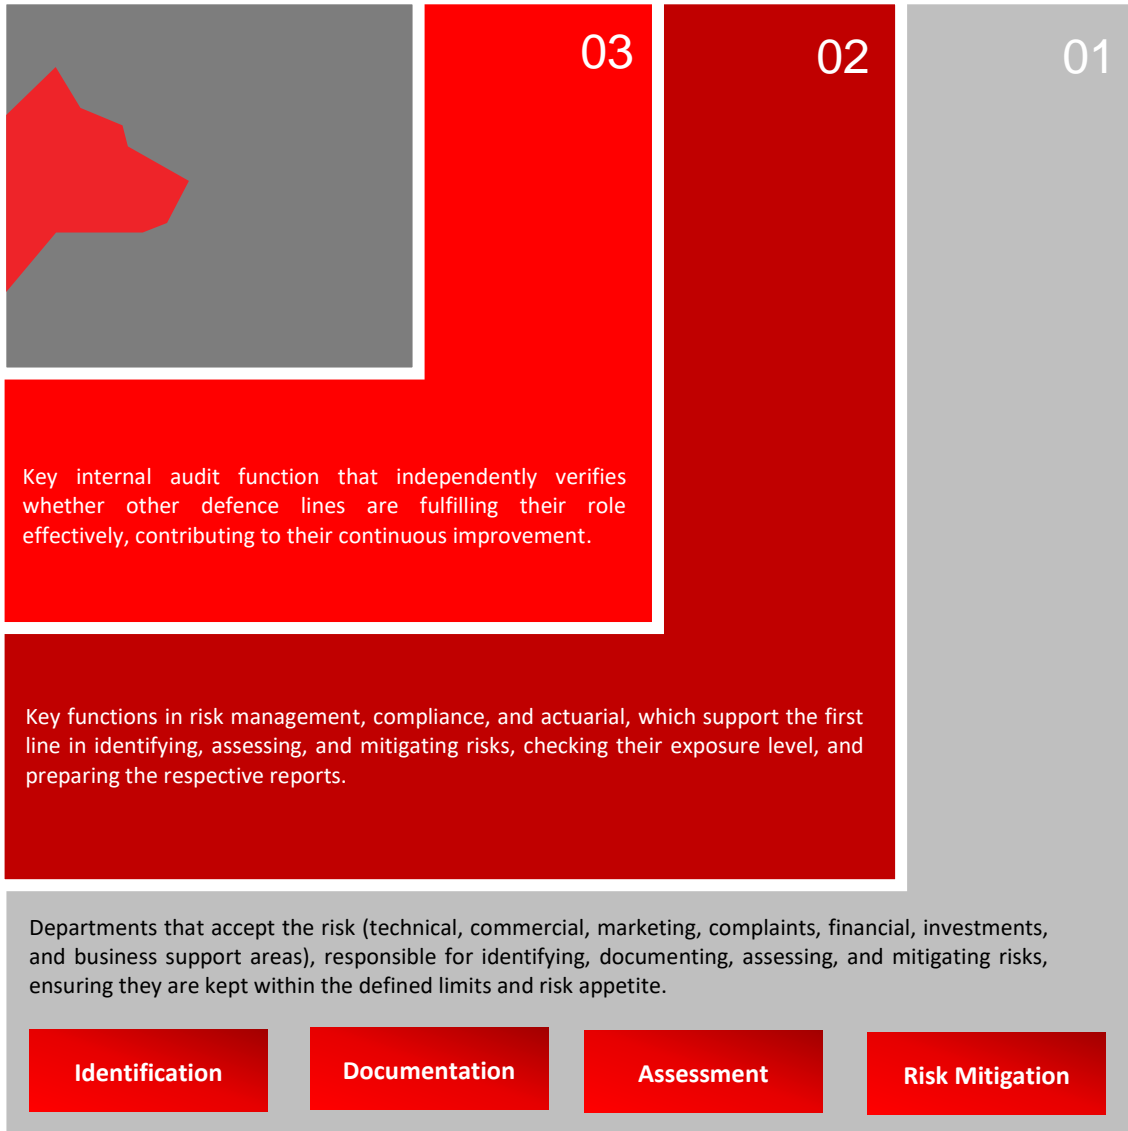 03
02
01
Key internal audit function that independently verifies
whether other defence lines are fulfilling their role
effectively, contributing to their continuous improvement.
Key functions in risk management, compliance, and actuarial, which support the first
line in identifying, assessing, and mitigating risks, checking their exposure level, and
preparing the respective reports.
Departments that accept the risk (technical, commercial, marketing, complaints, financial, investments,
and business support areas), responsible for identifying, documenting, assessing, and mitigating risks,
ensuring they are kept within the defined limits and risk appetite.
Identification
Documentation
Assessment
Risk Mitigation